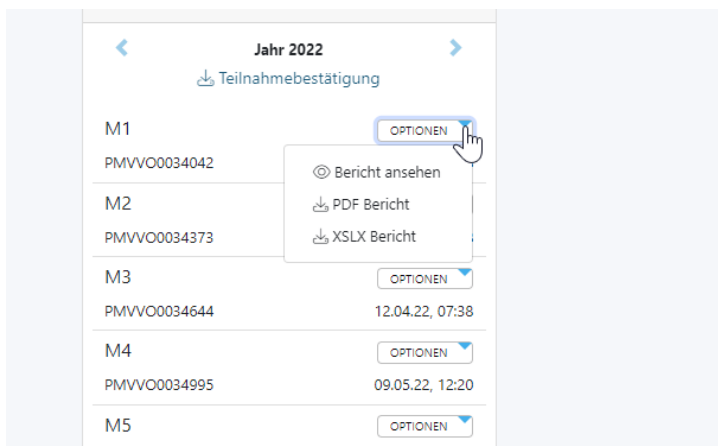 Jahr 2022
Teilnahmebestätigung
M1
OPTIONEN
PMVVO0034042
Bericht ansehen
M2
PDF Bericht
PMVVO0034373
XSLX Bericht
M3
OPTIONEN
PMVVO0034644
12.04.22, 07:38
M4
OPTIONEN
PMVVO0034995
09.05.22, 12:20
M5
OPTIONEN